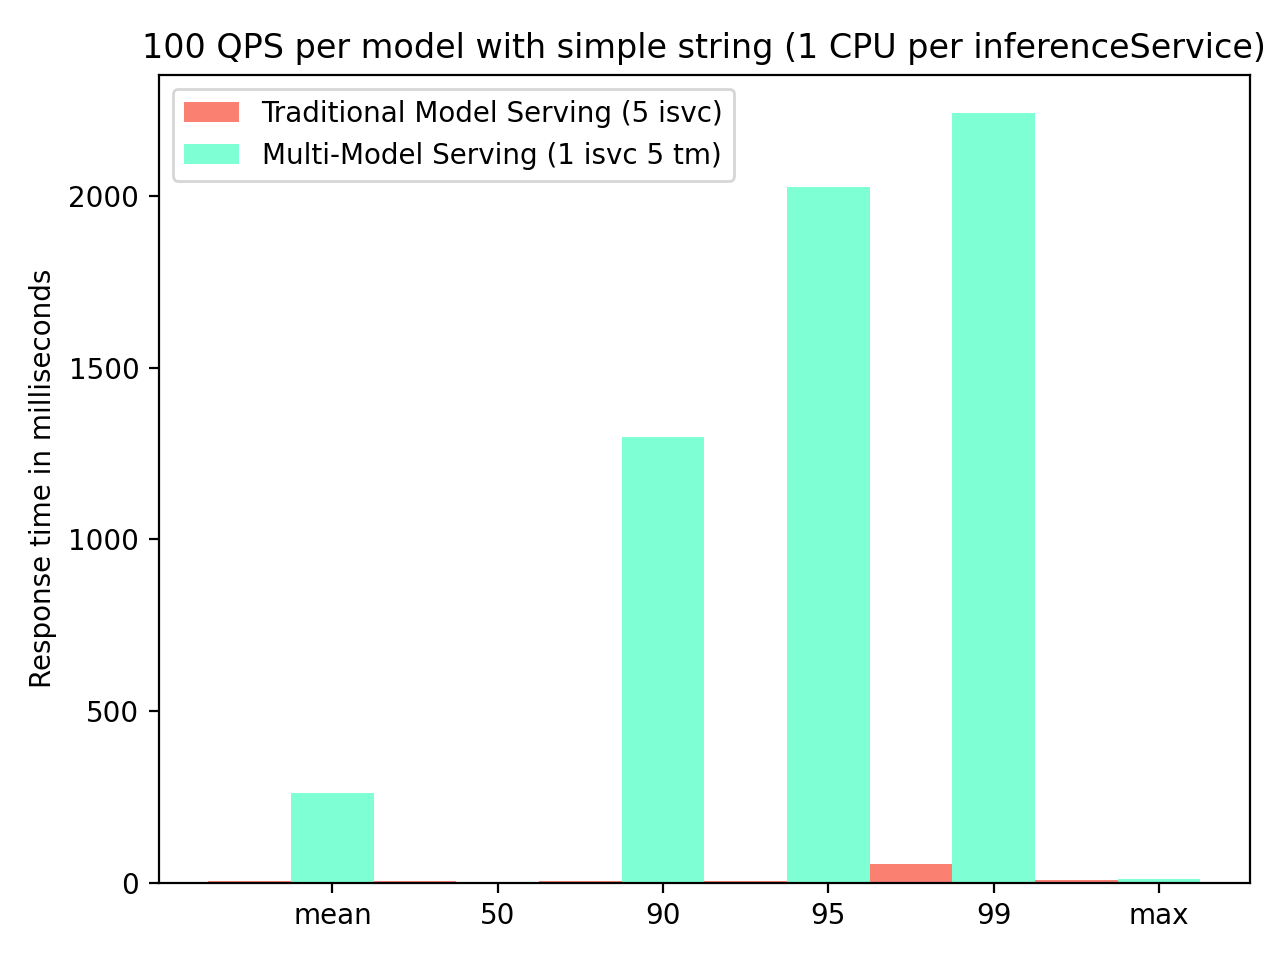 100 QPS per model with simple string (1 CPU per inferenceService)
Traditional Model Serving (5 isvc)
Multi-Model Serving (1 isvc 5 tm)
Response time in milliseconds
2000
1500
1000
500
0
mean 50 90 95 99 max